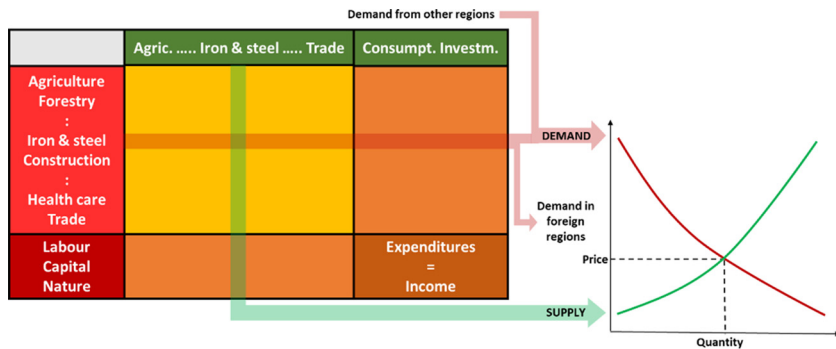 Demand from other regions
Agric. ..... Iron & steel ..... Trade
Consumpt. Investm.
Agriculture
Forestry
:
Iron & steel
Construction
:
Health care
Trade
DEMAND
Demand in
foreign
regions
Labour
Capital
Nature
Expenditures
=
Income
SUPPLY
Price
Quantity